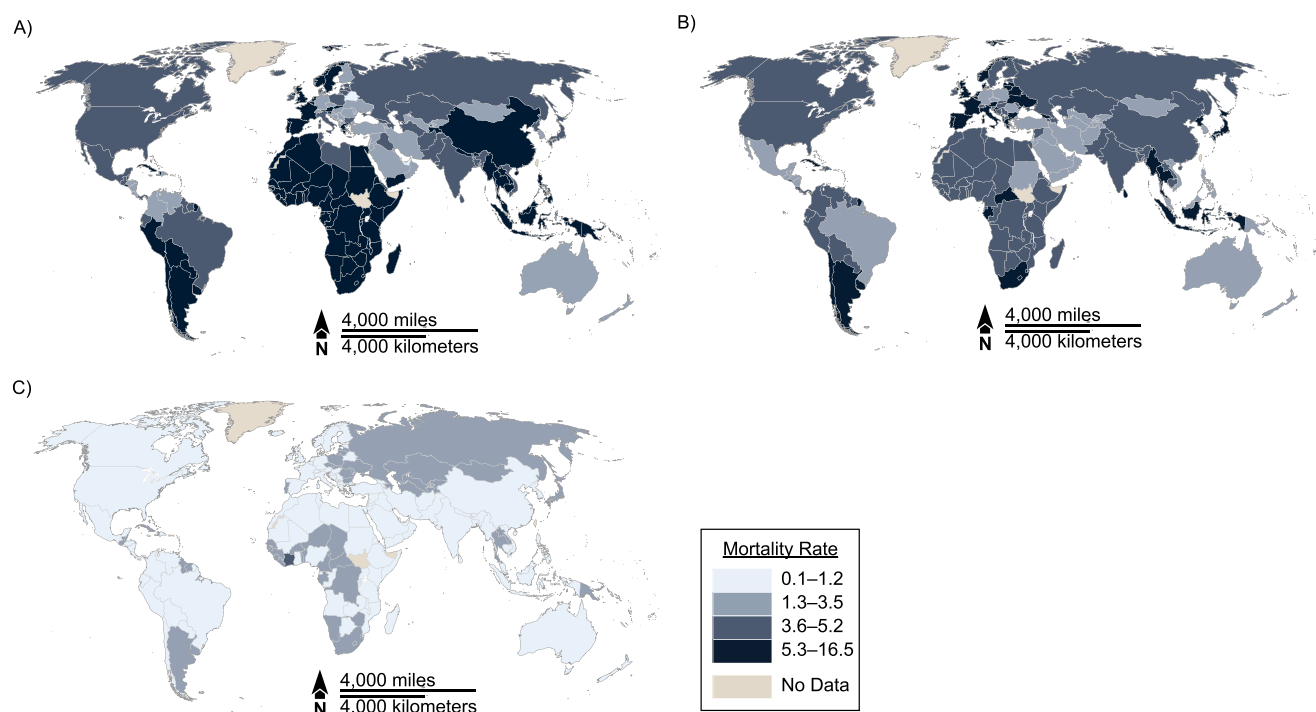 A)
B)
4,000 miles
N
4,000 kilometers
4,000 miles
N
4,000 kilometers
C)
4,000 miles
N
4,000 kilometers
Mortality Rate
0.1–1.2
1.3–3.5
3.6–5.2
5.3–16.5
No Data